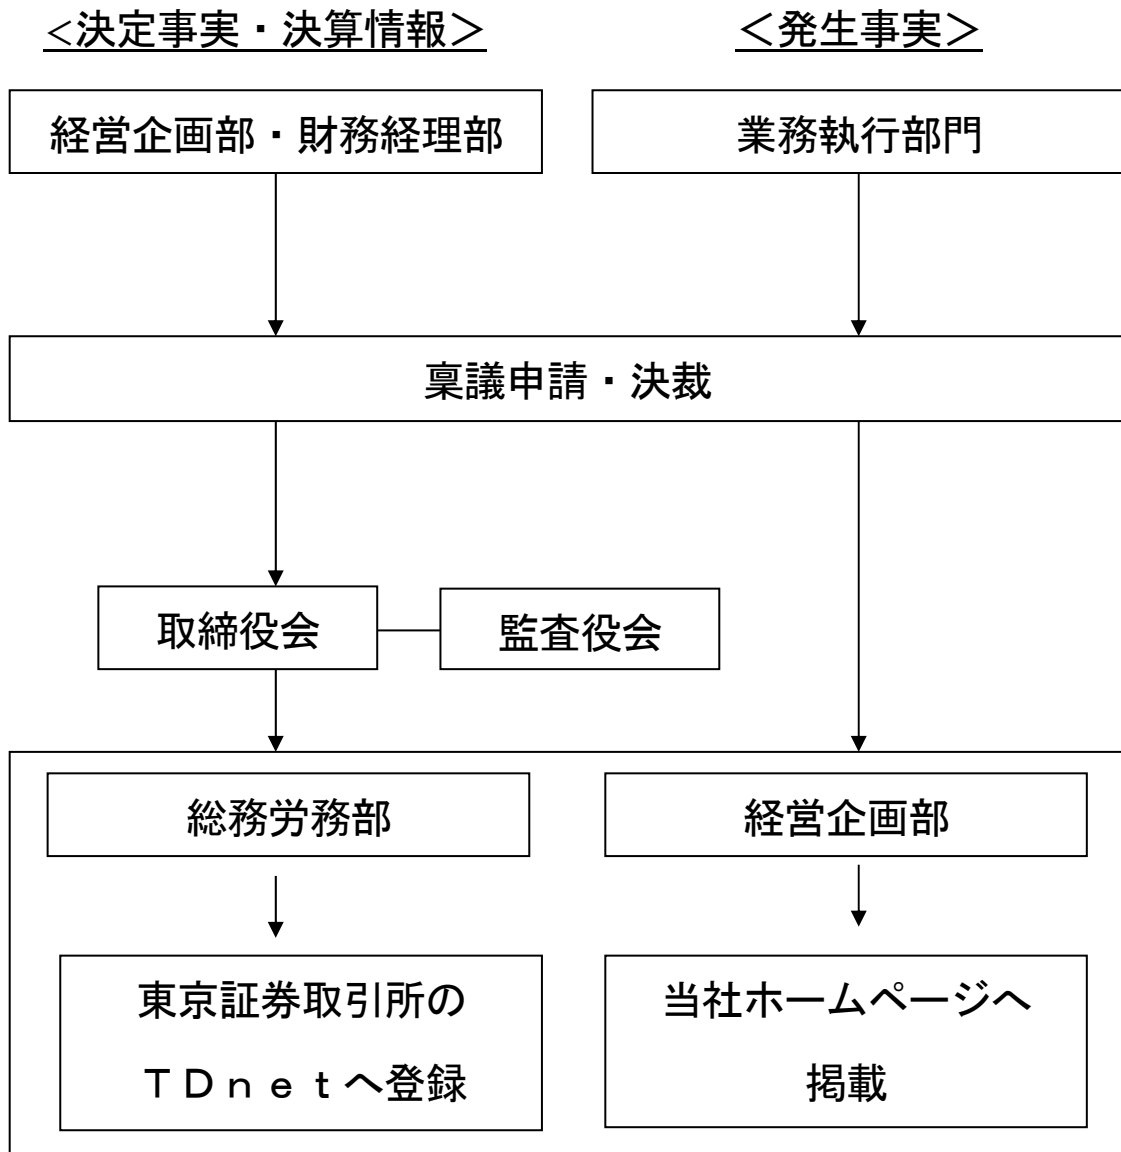 <決定事実・決算情報＞
＜発生事実＞
経営企画部・財務経理部
業務執行部門
稟議申請・決裁
取締役会
監査役会
総務労務部
経営企画部
東京証券取引所の
ＴＤｎｅｔへ登録
当社ホームページへ
掲載